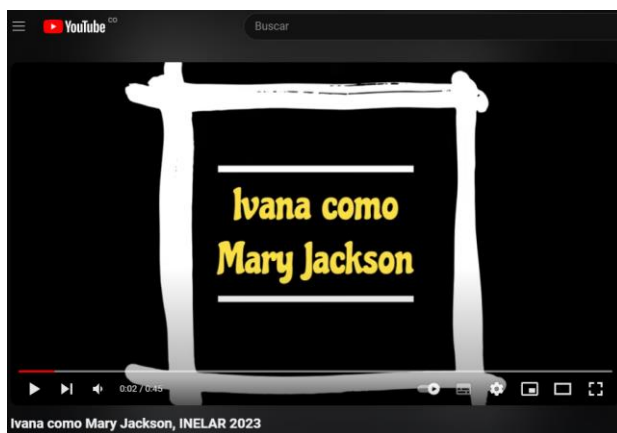 YouTube CO
Buscar
Ivana como
Mary Jackson
0:02 / 0:45
Ivana como Mary Jackson, INELAR 2023